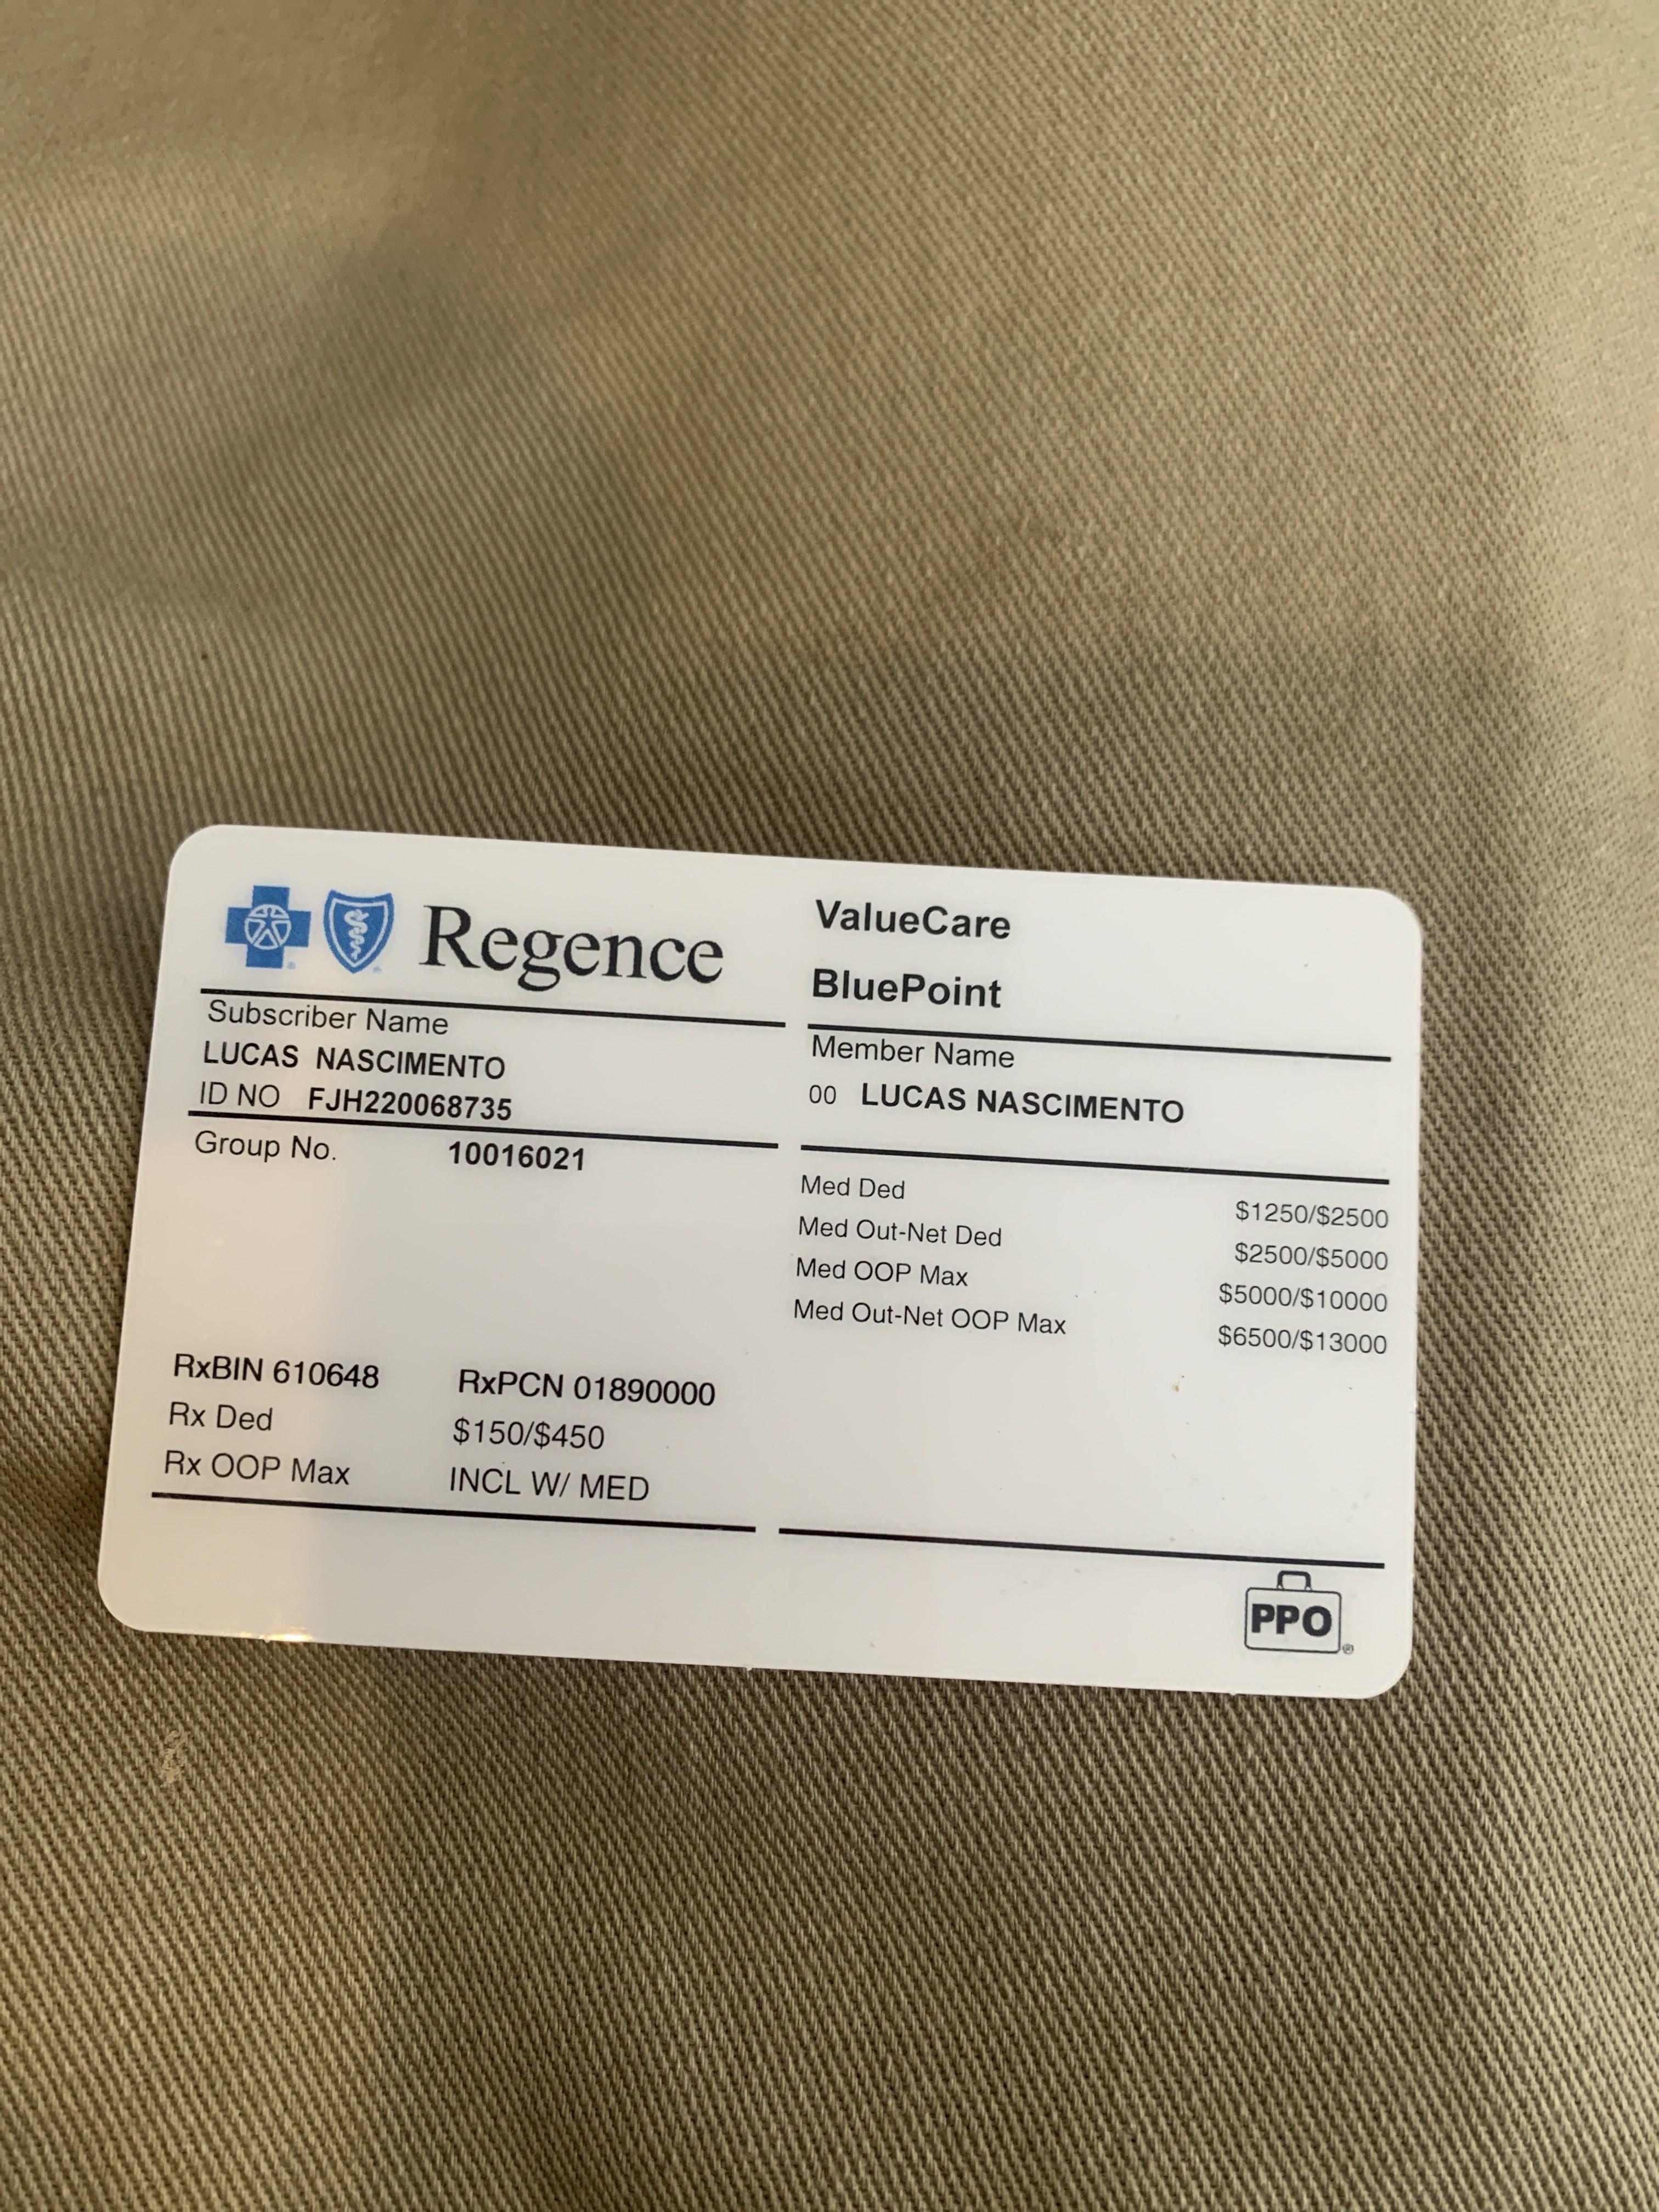 Regence
ValueCare
BluePoint
Subscriber Name
LUCAS NASCIMENTO
ID NO FJH220068735
Member Name
00 LUCAS NASCIMENTO
Group No. 10016021
Med Ded $1250/$2500
Med Out-Net Ded $2500/$5000
Med OOP Max $5000/$10000
Med Out-Net OOP Max $6500/$13000
RxBIN 610648 RxPCN 01890000
Rx Ded $150/$450
Rx OOP Max INCL W/ MED
PPO®